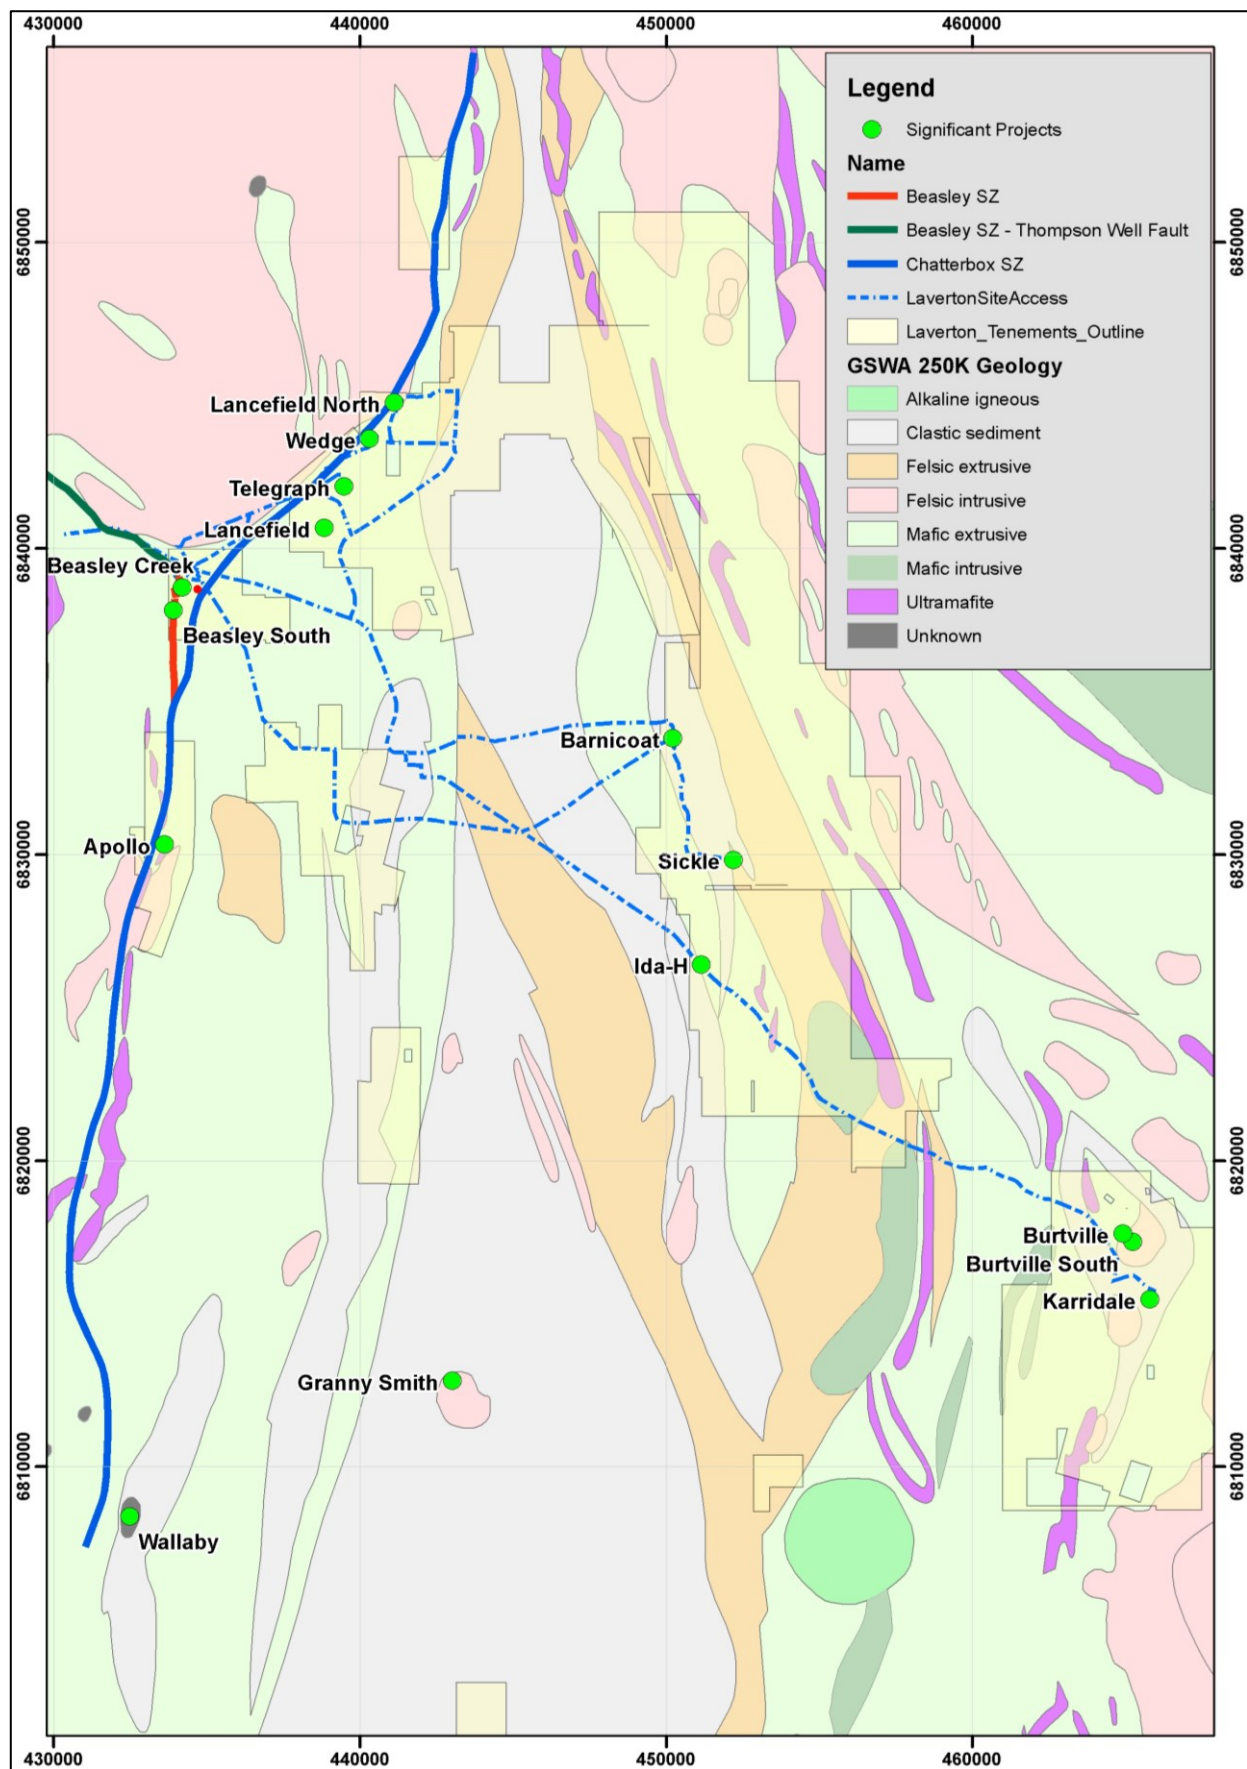 430000 440000 450000 460000
Legend
Significant Projects
Name
Beasley SZ
Beasley SZ - Thompson Well Fault
Chatterbox SZ
LavertonSiteAccess
Laverton_Tenements_Outline
GSWA 250K Geology
Alkaline igneous
Clastic sediment
Felsic extrusive
Felsic intrusive
Mafic extrusive
Mafic intrusive
Ultramafite
Unknown
6850000 6850000
Lancefield North
Wedge
Telegraph
Lancefield
6840000 6840000
Beasley Creek
Beasley South
Barnicoat
Apollo
6830000 6830000
Sickle
Ida-H
6820000 6820000
Burtville
Burtville South
Karridale
Granny Smith
6810000 6810000
Wallaby
430000 440000 450000 460000